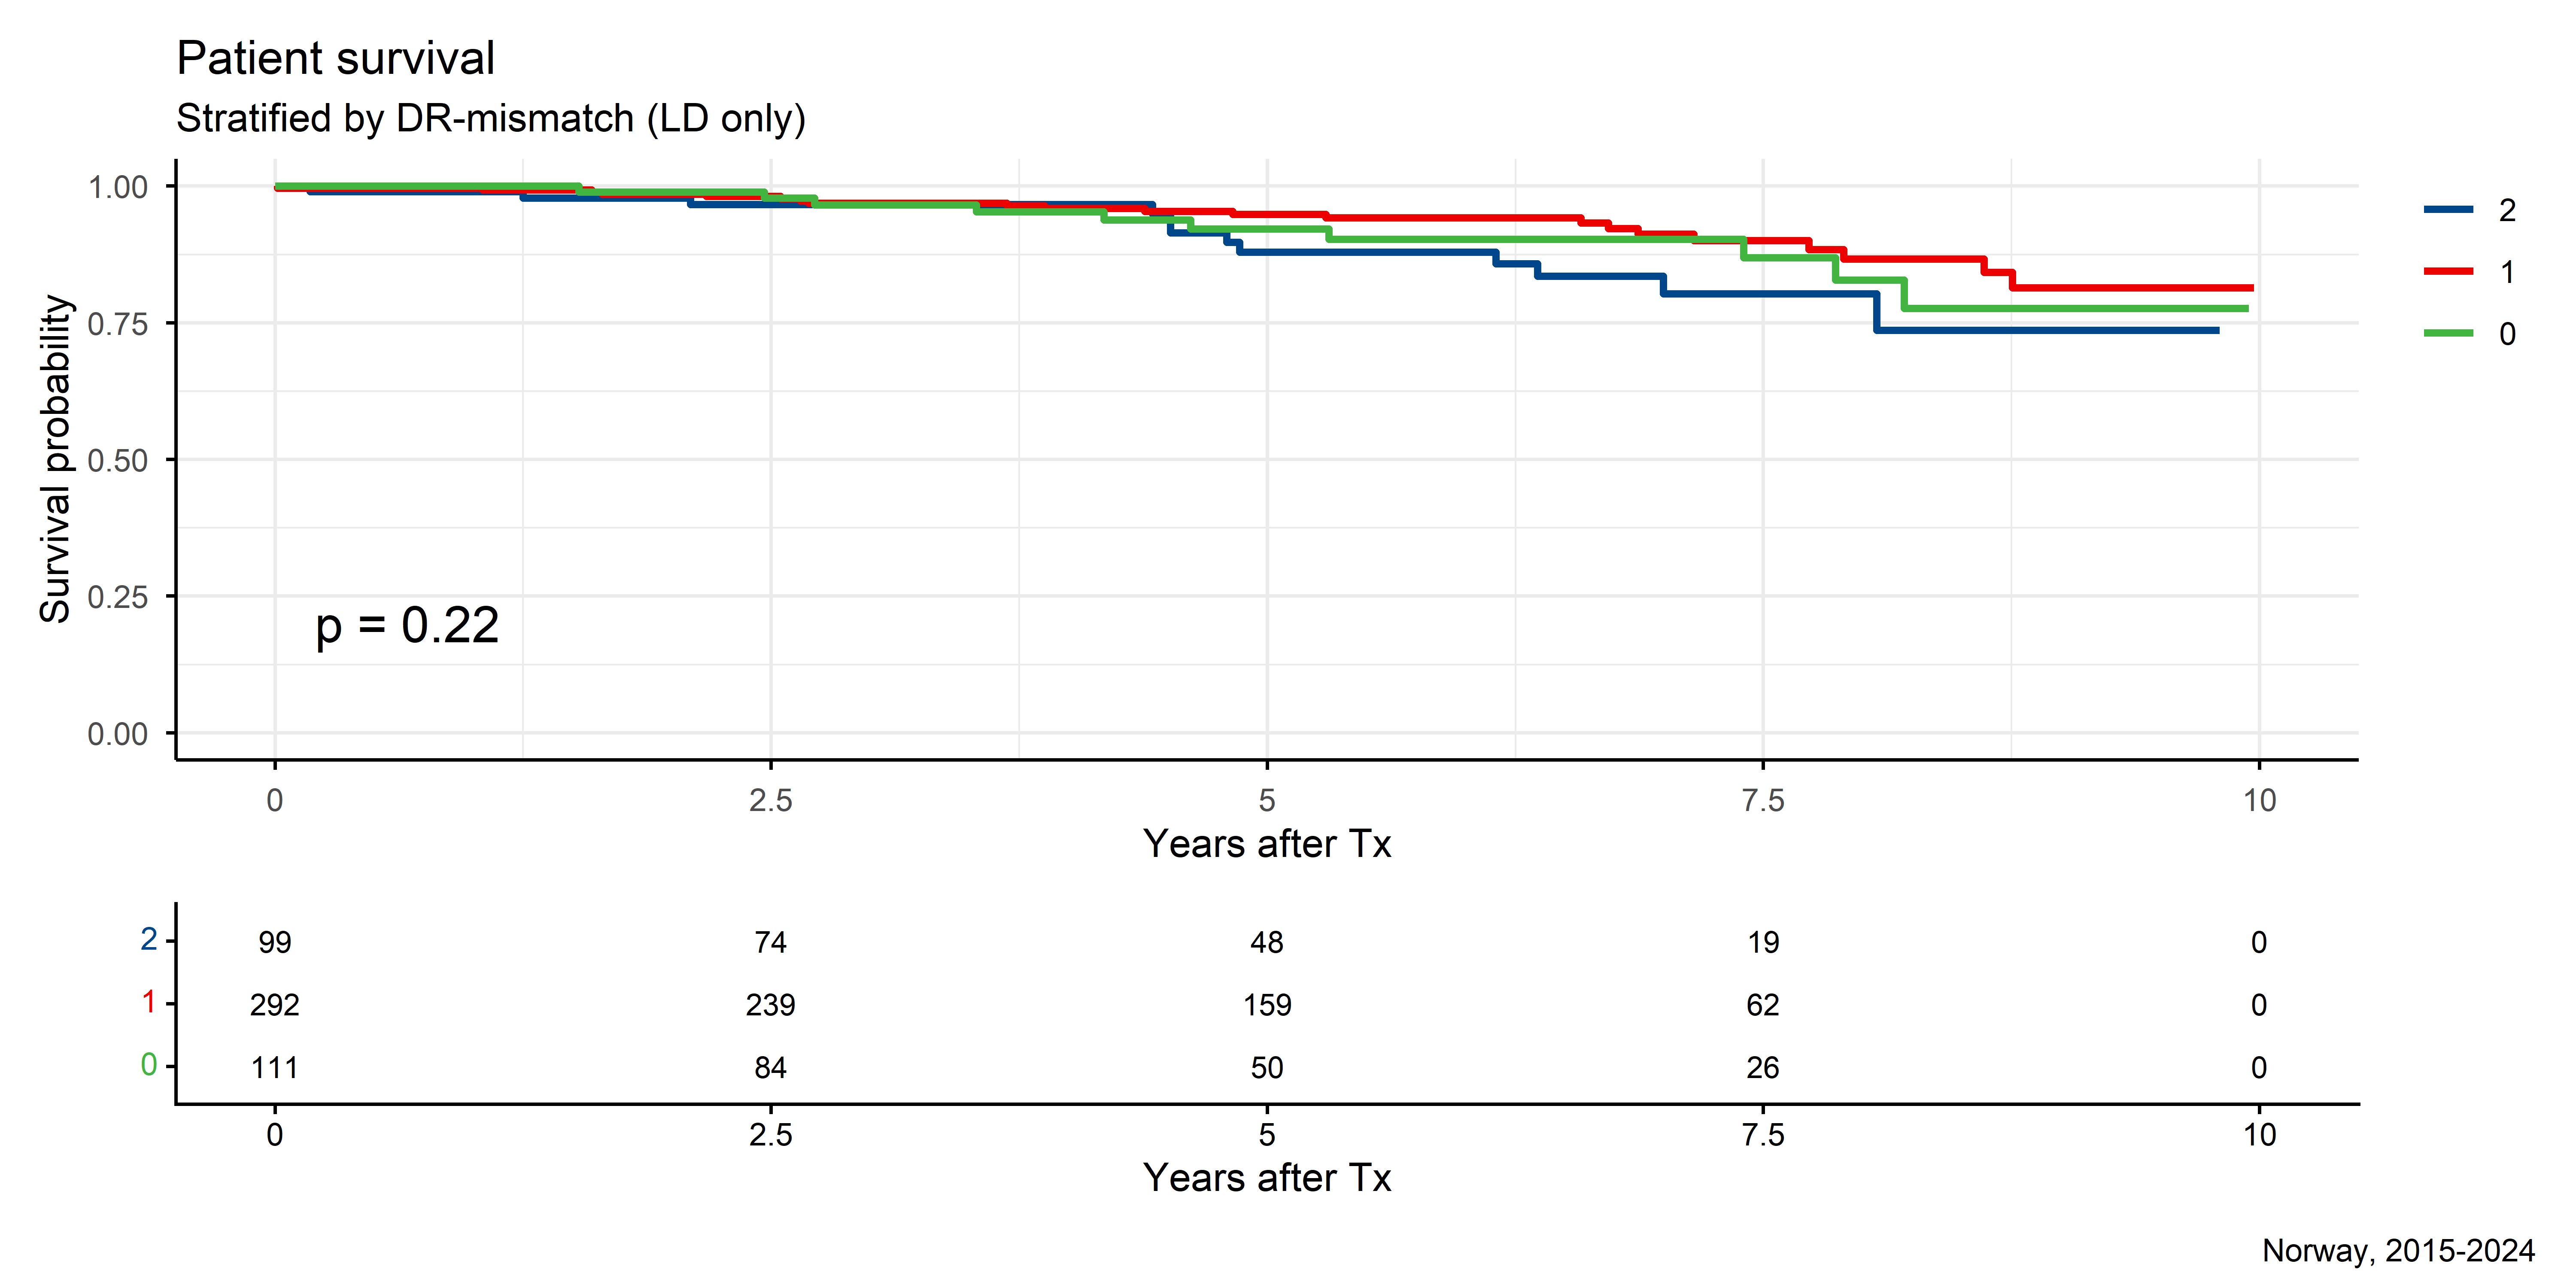 Patient survival
Stratified by DR-mismatch (LD only)
Survival probability
1.00
0.75
0.50
0.25
0.00
p = 0.22
0 2.5 5 7.5 10
Years after Tx
2
1
0
2 99 74 48 19 0
1 292 239 159 62 0
0 111 84 50 26 0
0 2.5 5 7.5 10
Years after Tx
Norway, 2015-2024